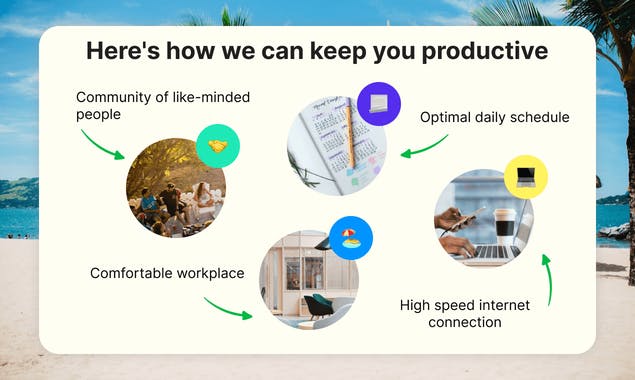 Here's how we can keep you productive
Community of like-minded
people
Optimal daily schedule
Comfortable workplace
High speed internet
connection